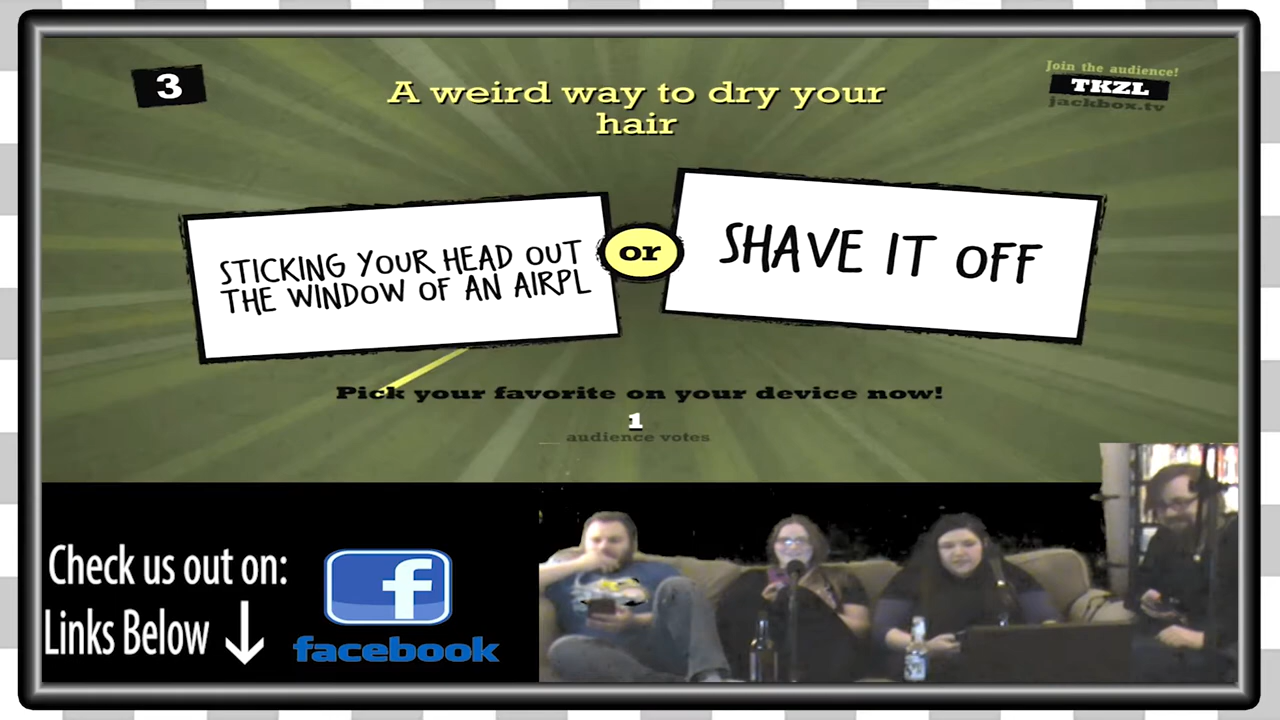 3
A weird way to dry your
hair
Join the audience!
TKZL
jackbox.tv
STICKING YOUR HEAD OUT
THE WINDOW OF AN AIRPL
or
SHAVE IT OFF
Pick your favorite on your device now!
1
audience votes
Check us out on:
Links Below
f
facebook